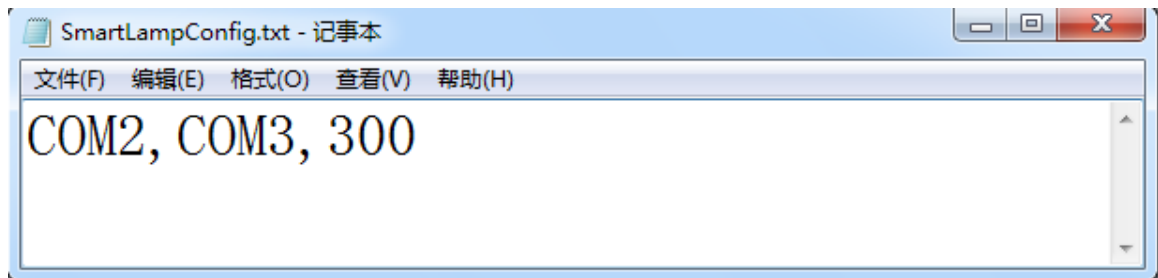 SmartLampConfig.txt - 记事本
文件(F) 编辑(E) 格式(O) 查看(V) 帮助(H)
COM2,COM3,300